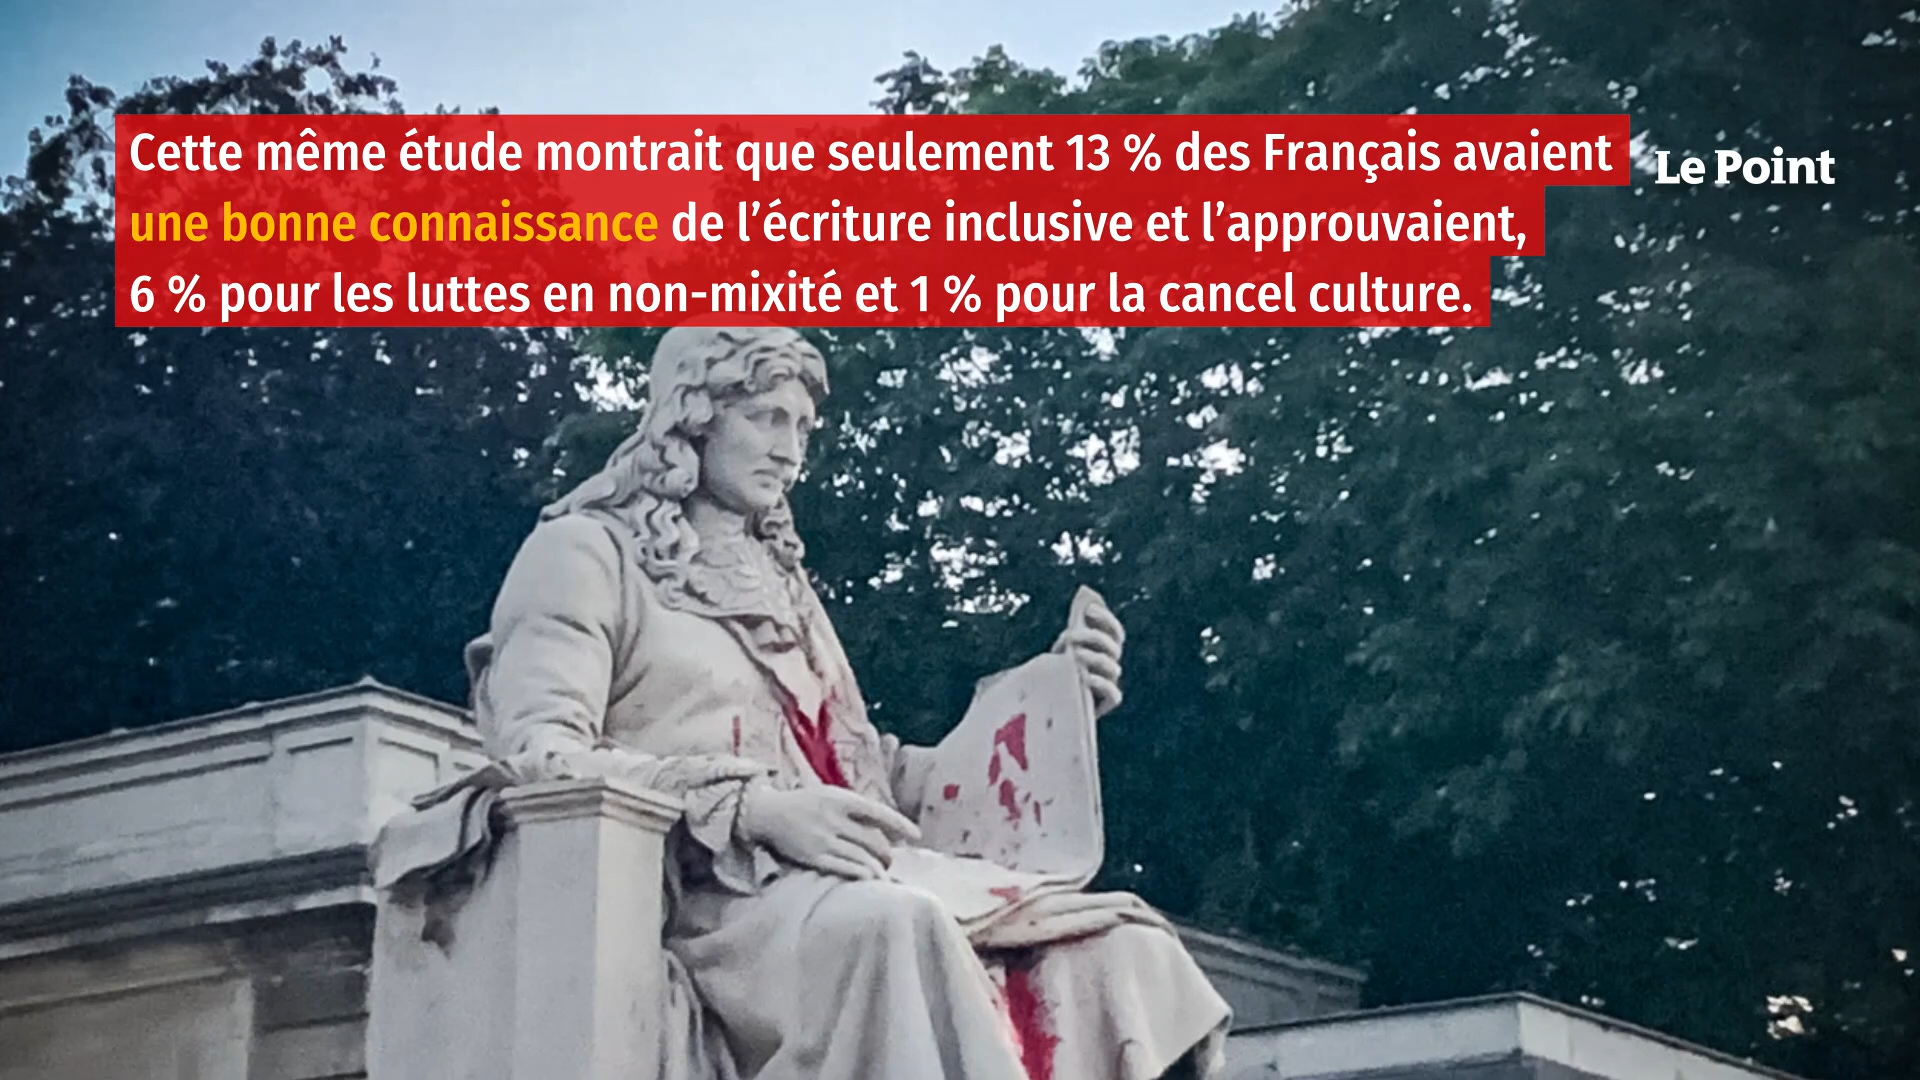 Cette même étude montrait que seulement 13 % des Français avaient
une bonne connaissance de l’écriture inclusive et l’approuvaient,
6 % pour les luttes en non-mixité et 1 % pour la cancel culture.
Le Point